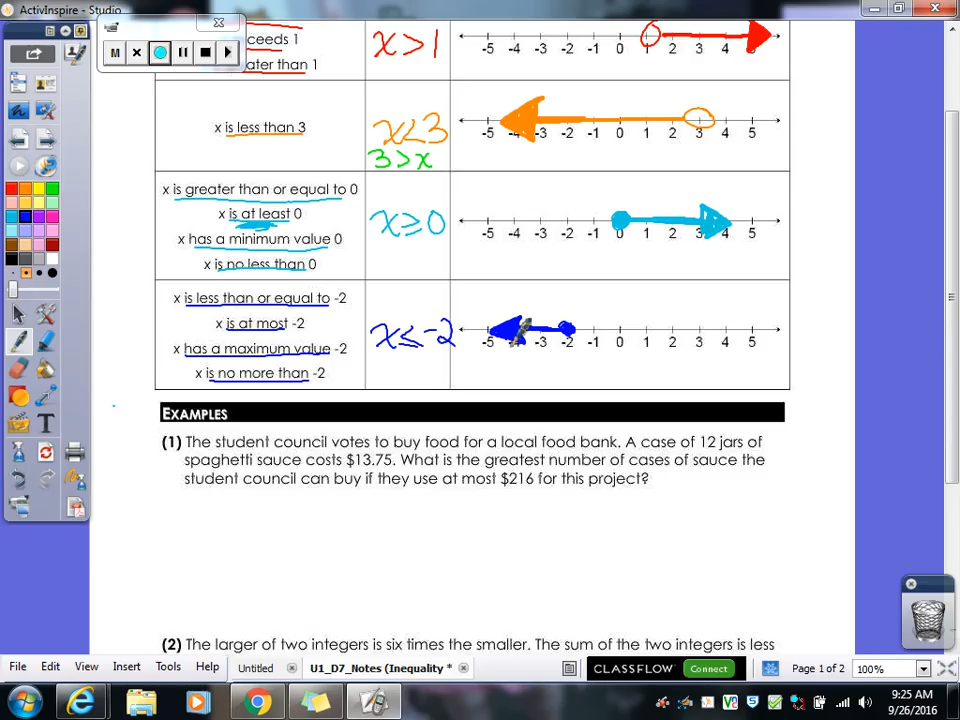 ActivInspire - Studio
M
ceeds 1
ater than 1
x > 1
-5 -4 -3 -2 -1 0 1 2 3 4 5
x is less than 3
x < 3
3 > x
-5 -4 -3 -2 -1 0 1 2 3 4 5
x is greater than or equal to 0
x is at least 0
x has a minimum value 0
x is no less than 0
x ≥ 0
-5 -4 -3 -2 -1 0 1 2 3 4 5
x is less than or equal to -2
x is at most -2
x has a maximum value -2
x is no more than -2
x ≤ -2
-5 -4 -3 -2 -1 0 1 2 3 4 5
EXAMPLES
(1) The student council votes to buy food for a local food bank. A case of 12 jars of
spaghetti sauce costs $13.75. What is the greatest number of cases of sauce the
student council can buy if they use at most $216 for this project?
(2) The larger of two integers is six times the smaller. The sum of the two integers is less
File Edit View Insert Tools Help Untitled U1_D7_Notes (Inequality * CLASSFLOW Connect Page 1 of 2 100%
9:25 AM
9/26/2016